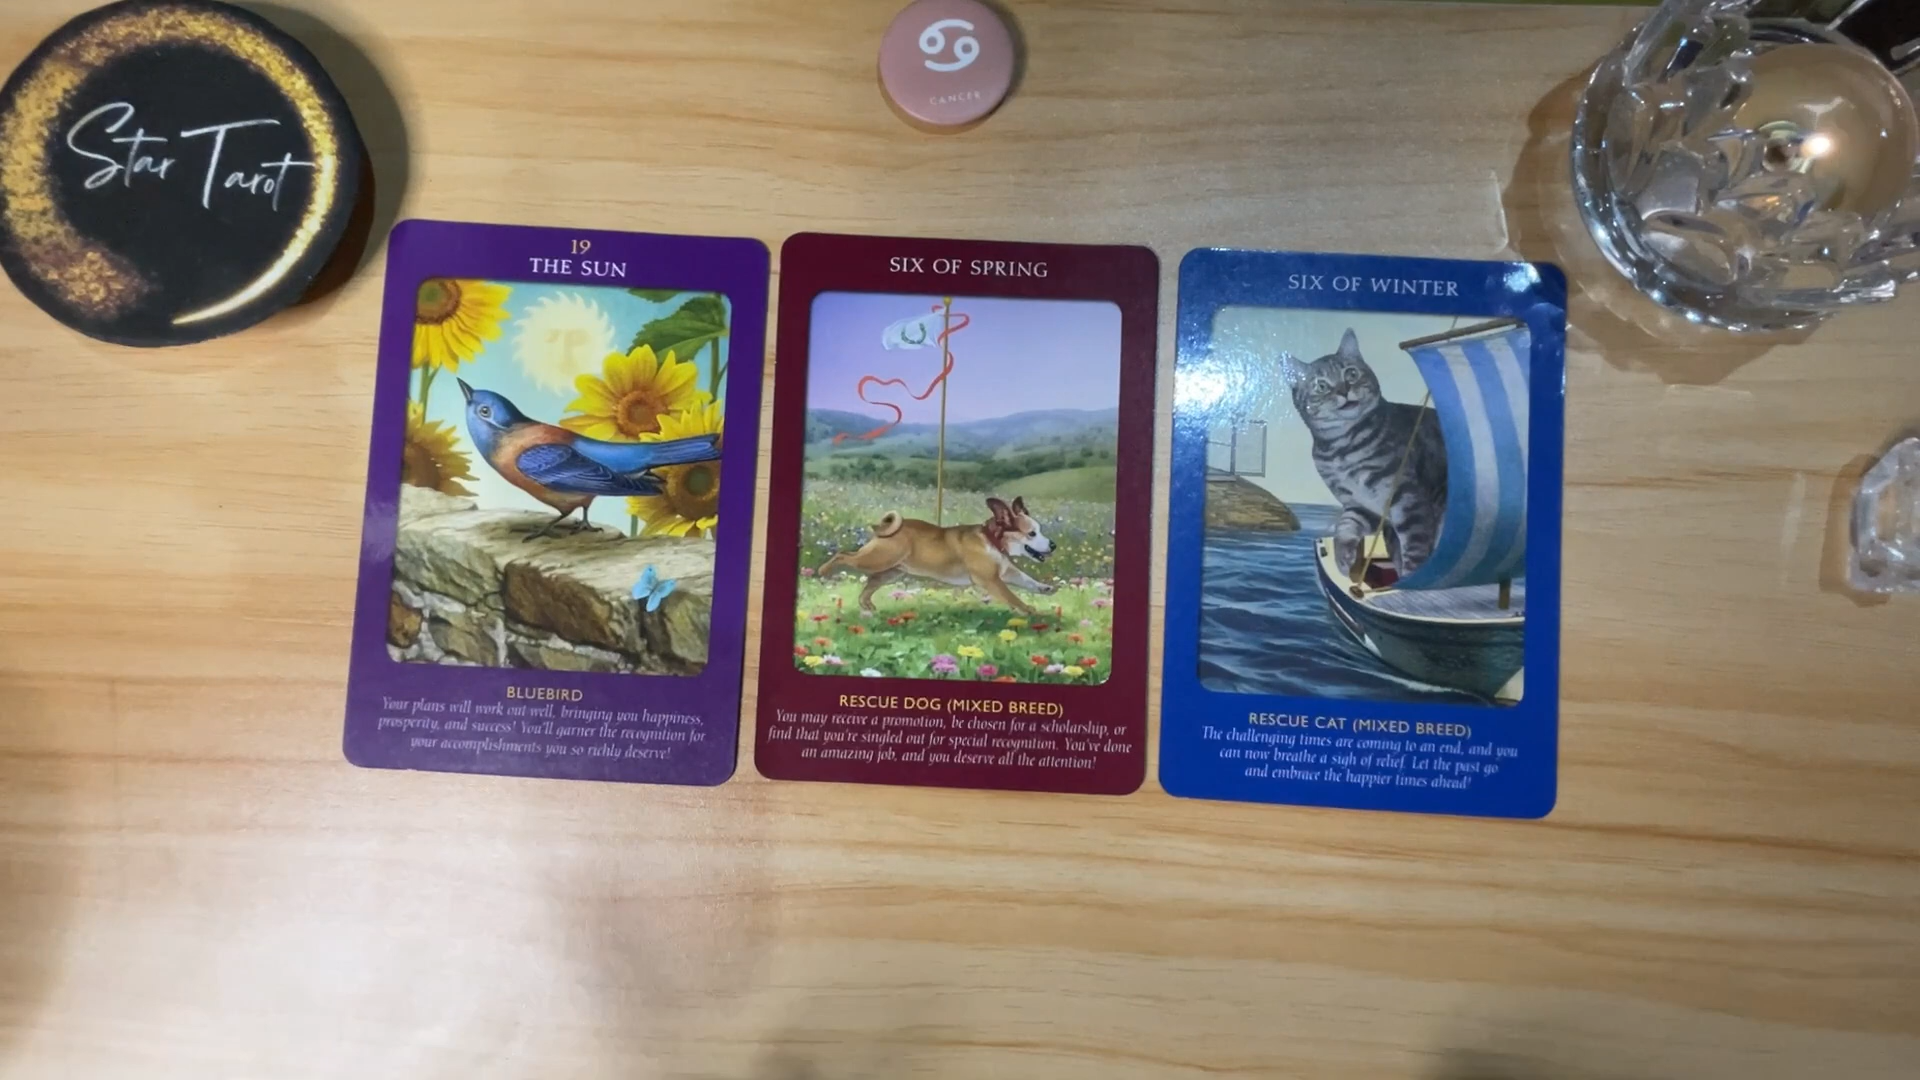 Star Tarot
CANCER
19
THE SUN
BLUEBIRD
Your plans will work out well, bringing you happiness,
prosperity, and success! You'll garner the recognition for
your accomplishments you so richly deserve!
SIX OF SPRING
RESCUE DOG (MIXED BREED)
You may receive a promotion, be chosen for a scholarship, or
find that you're singled out for special recognition. You've done
an amazing job, and you deserve all the attention!
SIX OF WINTER
RESCUE CAT (MIXED BREED)
The challenging times are coming to an end, and you
can now breathe a sigh of relief. Let the past go
and embrace the happier times ahead!